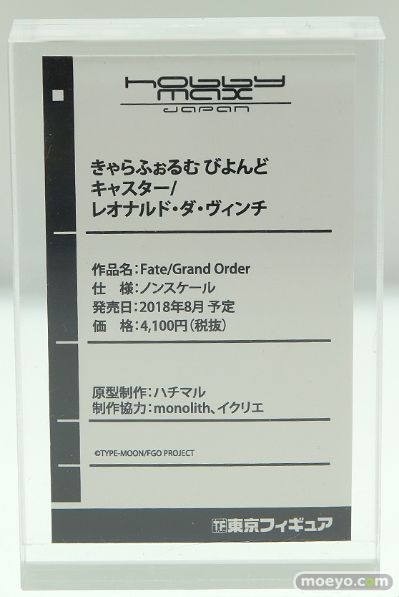 hobby
max
JAPAN
きゃらふぉるむ びよんど
キャスター/
レオナルド・ダ・ヴィンチ
作品名：Fate/Grand Order
仕　様：ノンスケール
発売日：2018年8月 予定
価　格：4,100円（税抜）
原型制作：ハチマル
制作協力：monolith、イクリエ
©TYPE-MOON/FGO PROJECT
TF東京フィギュア
moeyo.com